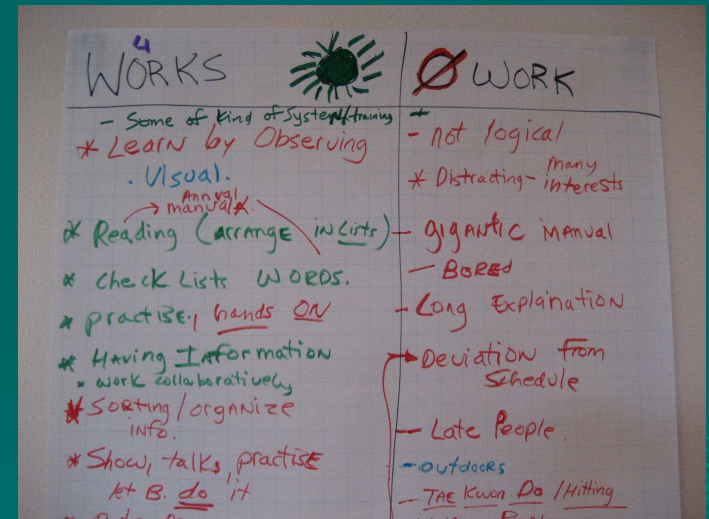 4
WORKS
- Some of kind of system/training
* Learn by Observing
. Visual.
Annual
→ manual
* Reading (arrange in Lists)
* check Lists WORDS.
* practise, hands ON
* Having Information
* work collaboratively
* Sorting/organize
info.
* Show, talk, practise
let B. do it
Ø WORK
- not logical
* Distracting - many
interests
- gigantic manual
- Bored
- Long Explaination
→ Deviation from
Schedule
- Late People.
- outdoors
- Tae Kwon Do / Hitting